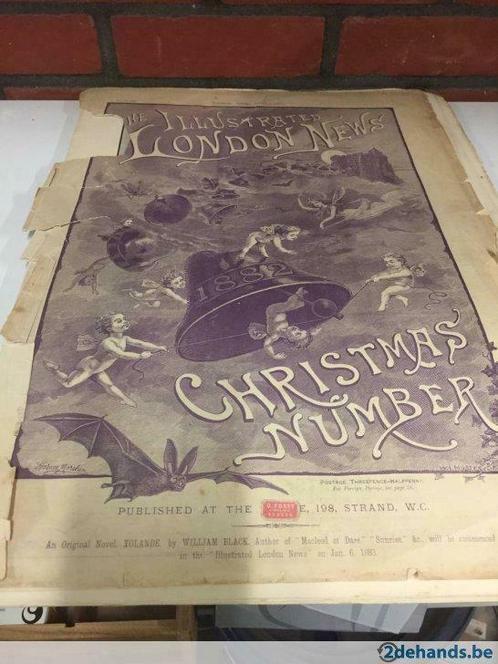 HE ILLUSTRATED
LONDON NEWS
1882
CHRISTMAS
NUMBER
POSTAGE THREEPENCE-HALFPENNY
PUBLISHED AT THE E, 198, STRAND, W.C.
An Original Novel, YOLANDE, by WILLIAM BLACK, Author of "Macleod of Dare," "Sunrise," &c., will be commenced
in the "Illustrated London News" on Jan. 6, 1883.
2dehands.be